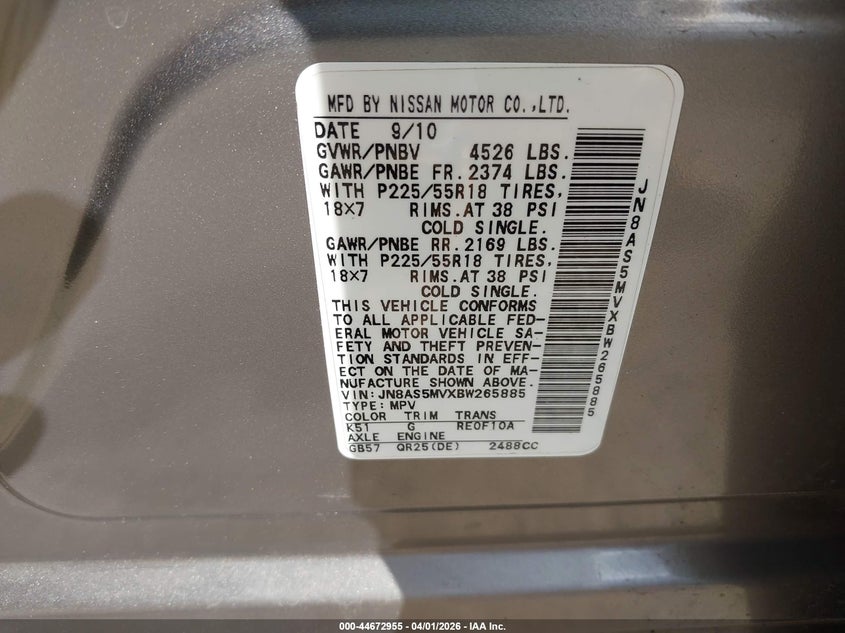 MFD BY NISSAN MOTOR CO.,LTD.
DATE 9/10
GVWR/PNBV 4526 LBS.
GAWR/PNBE FR. 2374 LBS.
WITH P225/55R18 TIRES,
18X7 RIMS.AT 38 PSI
COLD SINGLE.
GAWR/PNBE RR. 2169 LBS.
WITH P225/55R18 TIRES,
18X7 RIMS.AT 38 PSI
COLD SINGLE.
THIS VEHICLE CONFORMS
TO ALL APPLICABLE FED-
ERAL MOTOR VEHICLE SA-
FETY AND THEFT PREVEN-
TION STANDARDS IN EFF-
ECT ON THE DATE OF MA-
NUFACTURE SHOWN ABOVE.
VIN: JN8AS5MVXBW265885
TYPE: MPV
COLOR TRIM TRANS
K51 G RE0F10A
AXLE ENGINE
GB57 QR25(DE) 2488CC
JN8AS5MVXBW265885
000-44672955 - 04/01/2026 - IAA Inc.